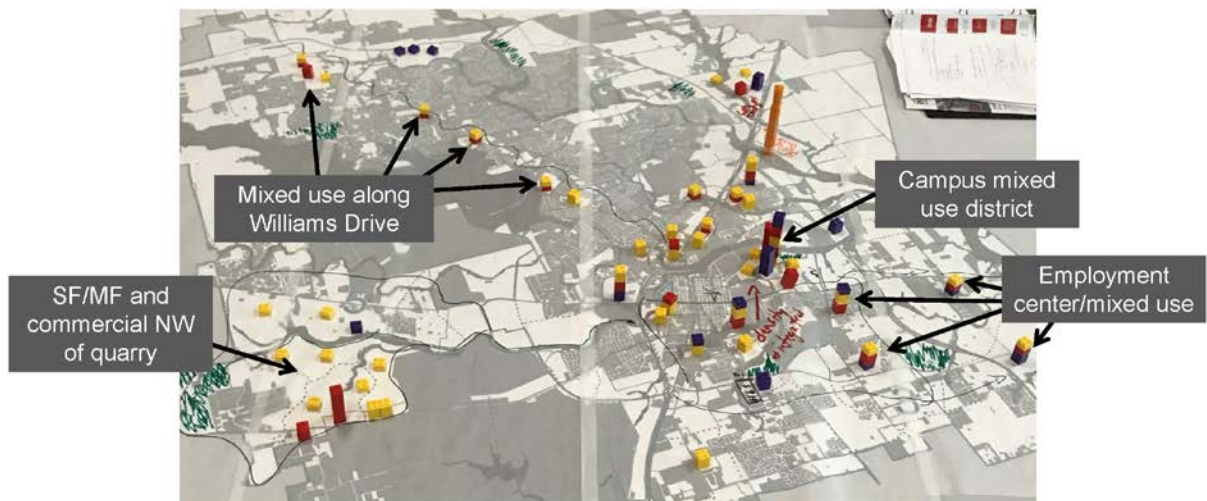 Mixed use along
Williams Drive
Campus mixed
use district
SF/MF and
commercial NW
of quarry
Employment
center/mixed use
density